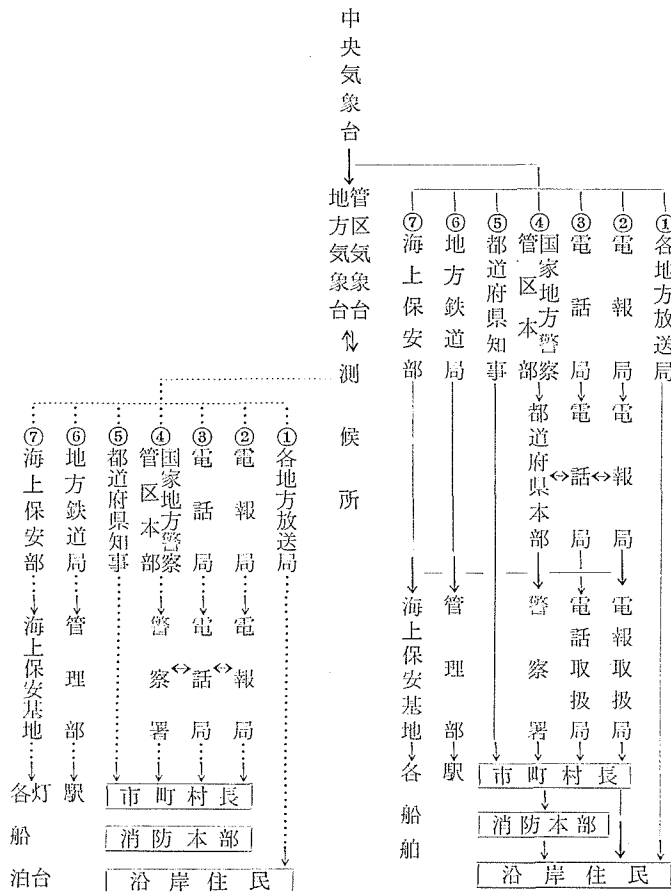 中央気象台
管区気象台
地方気象台
測候所
①各地方放送局
②電報局
③電話局
④国家地方警察
管区本部
⑤都道府県知事
⑥地方鉄道局
⑦海上保安部
電報局
電話局
都道府県本部
電報取扱局
電話取扱局
警察署
管理部
海上保安基地
市町村長
駅
各船舶
消防本部
沿岸住民
①各地方放送局
②電報局
③電話局
④国家地方警察
管区本部
⑤都道府県知事
⑥地方鉄道局
⑦海上保安部
電報局
電話局
警察署
管理部
海上保安基地
市町村長
駅
灯台
各船泊
消防本部
沿岸住民